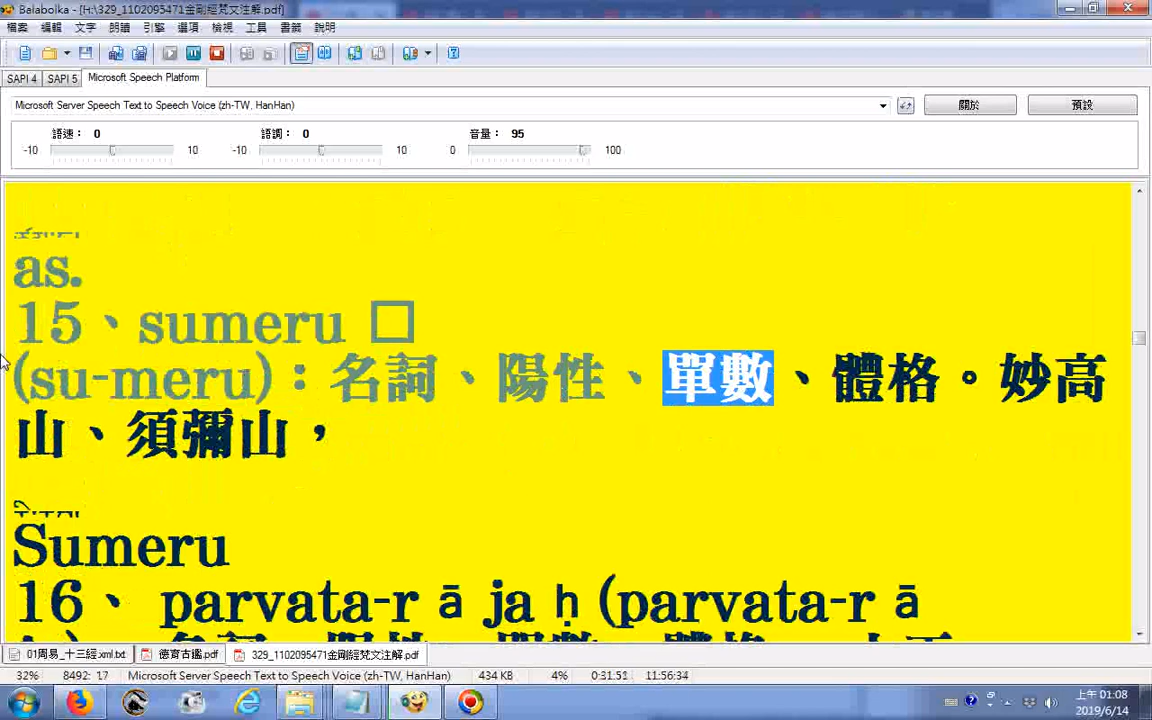 Balabolka - [H:\329_1102095471金剛經梵文注解.pdf]
檔案 編輯 文字 朗讀 引擎 選項 檢視 工具 書籤 說明
SAPI 4 SAPI 5 Microsoft Speech Platform
Microsoft Server Speech Text to Speech Voice (zh-TW, HanHan) 關於 預設
語速： 0 語調： 0 音量： 95
-10 10 -10 10 0 100
as.
15、sumeru □
(su-meru)：名詞、陽性、單數、體格。妙高
山、須彌山，
Sumeru
16、 parvata-r ā ja ḥ (parvata-r ā
01周易_十三經.xml.txt 德育古鑑.pdf 329_1102095471金剛經梵文注解.pdf
32% 8492: 17 Microsoft Server Speech Text to Speech Voice (zh-TW, HanHan) 434 KB 4% 0:31:51 11:56:34
上午 01:08
2019/6/14